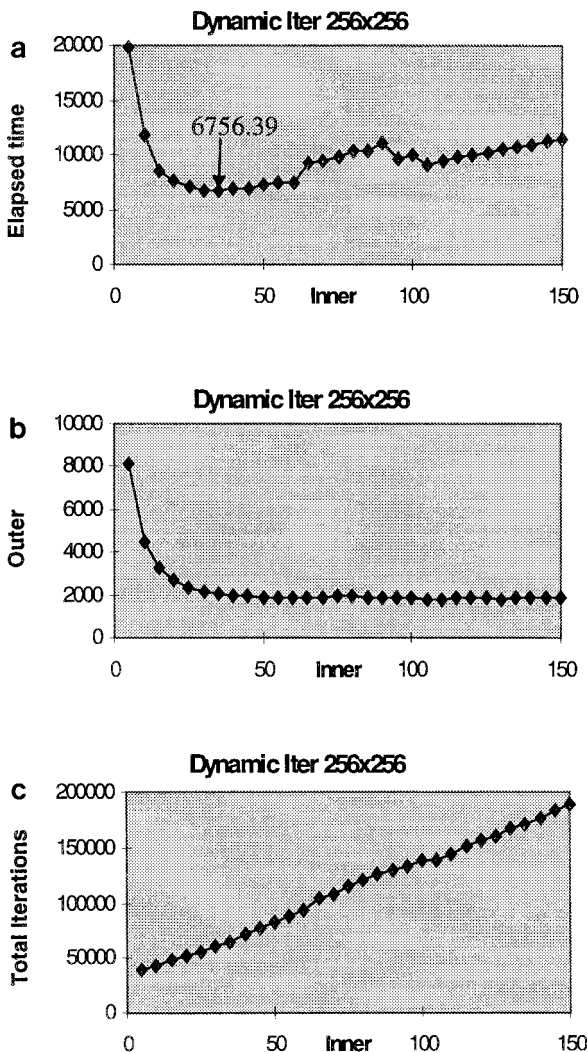 Dynamic Iter 256x256
a
20000
15000
10000
5000
0
Elapsed time
6756.39
0 50 100 150
Inner
Dynamic Iter 256x256
b
10000
8000
6000
4000
2000
0
Outer
0 50 100 150
Inner
Dynamic Iter 256x256
c
200000
150000
100000
50000
0
Total Iterations
0 50 100 150
Inner